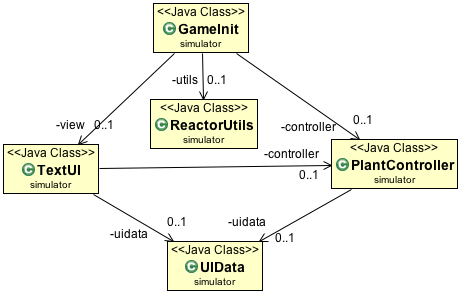 <<Java Class>>
GameInit
simulator
-utils 0..1
-view 0..1
-controller 0..1
<<Java Class>>
ReactorUtils
simulator
<<Java Class>>
TextUI
simulator
-controller
0..1
<<Java Class>>
PlantController
simulator
-uidata 0..1
-uidata 0..1
<<Java Class>>
UIData
simulator